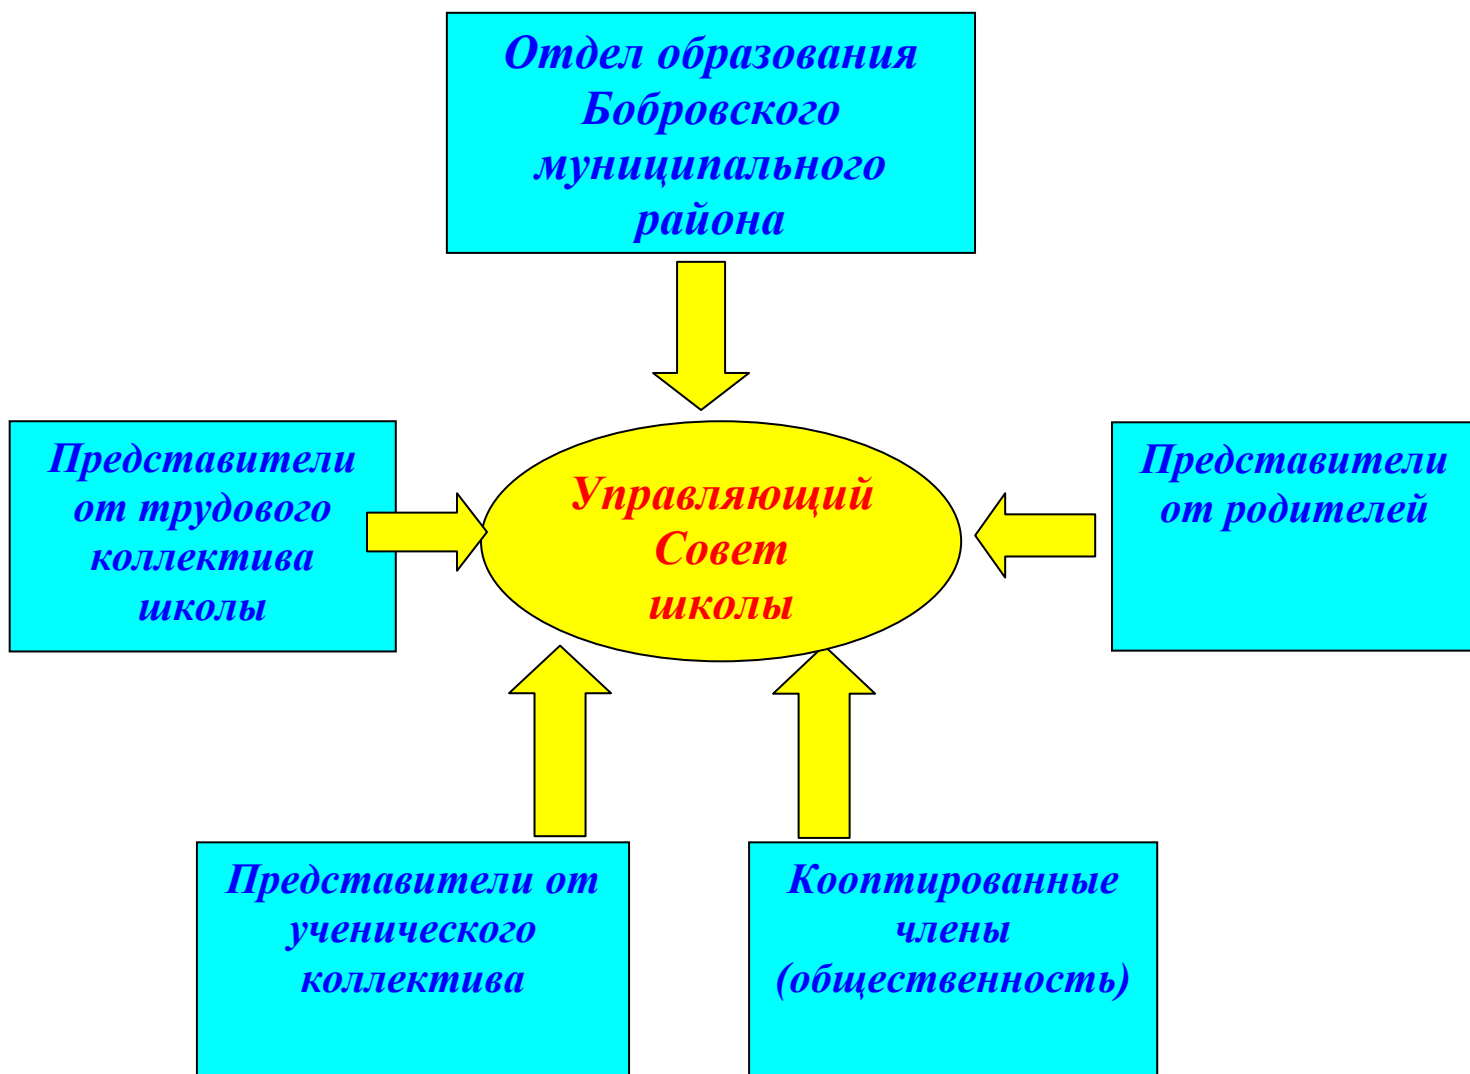 Отдел образования
Бобровского
муниципального
района
Представители
от трудового
коллектива
школы
Управляющий
Совет
школы
Представители
от родителей
Представители от
ученического
коллектива
Кооптированные
члены
(общественность)